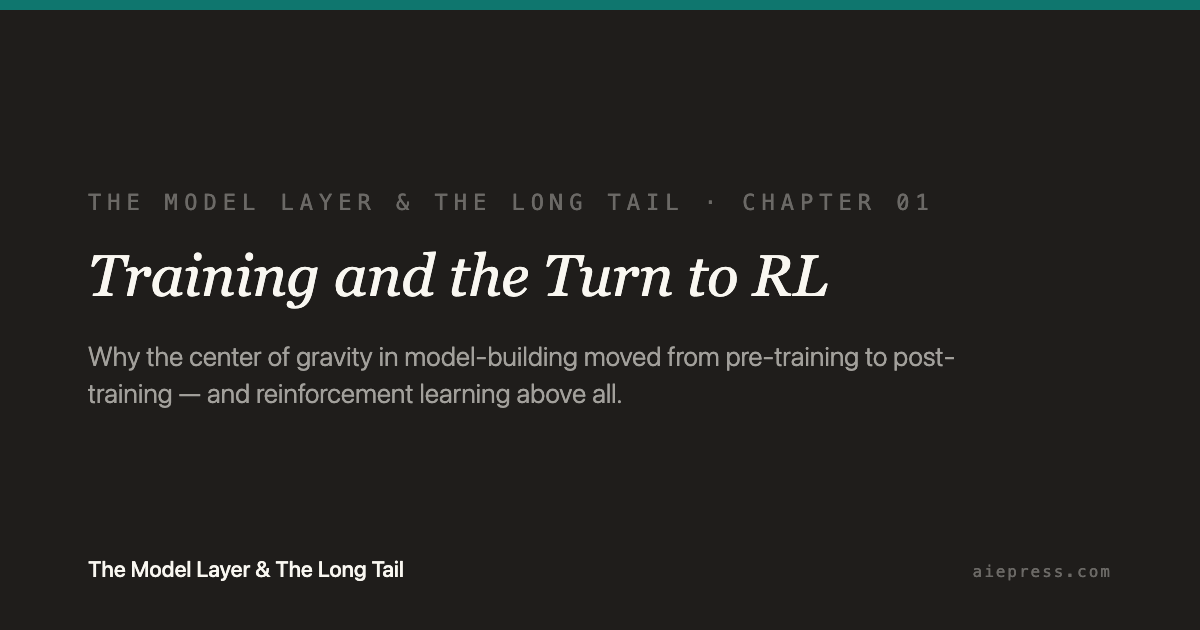 THE MODEL LAYER & THE LONG TAIL · CHAPTER 01
Training and the Turn to RL
Why the center of gravity in model-building moved from pre-training to post-
training — and reinforcement learning above all.
The Model Layer & The Long Tail
aiepress.com